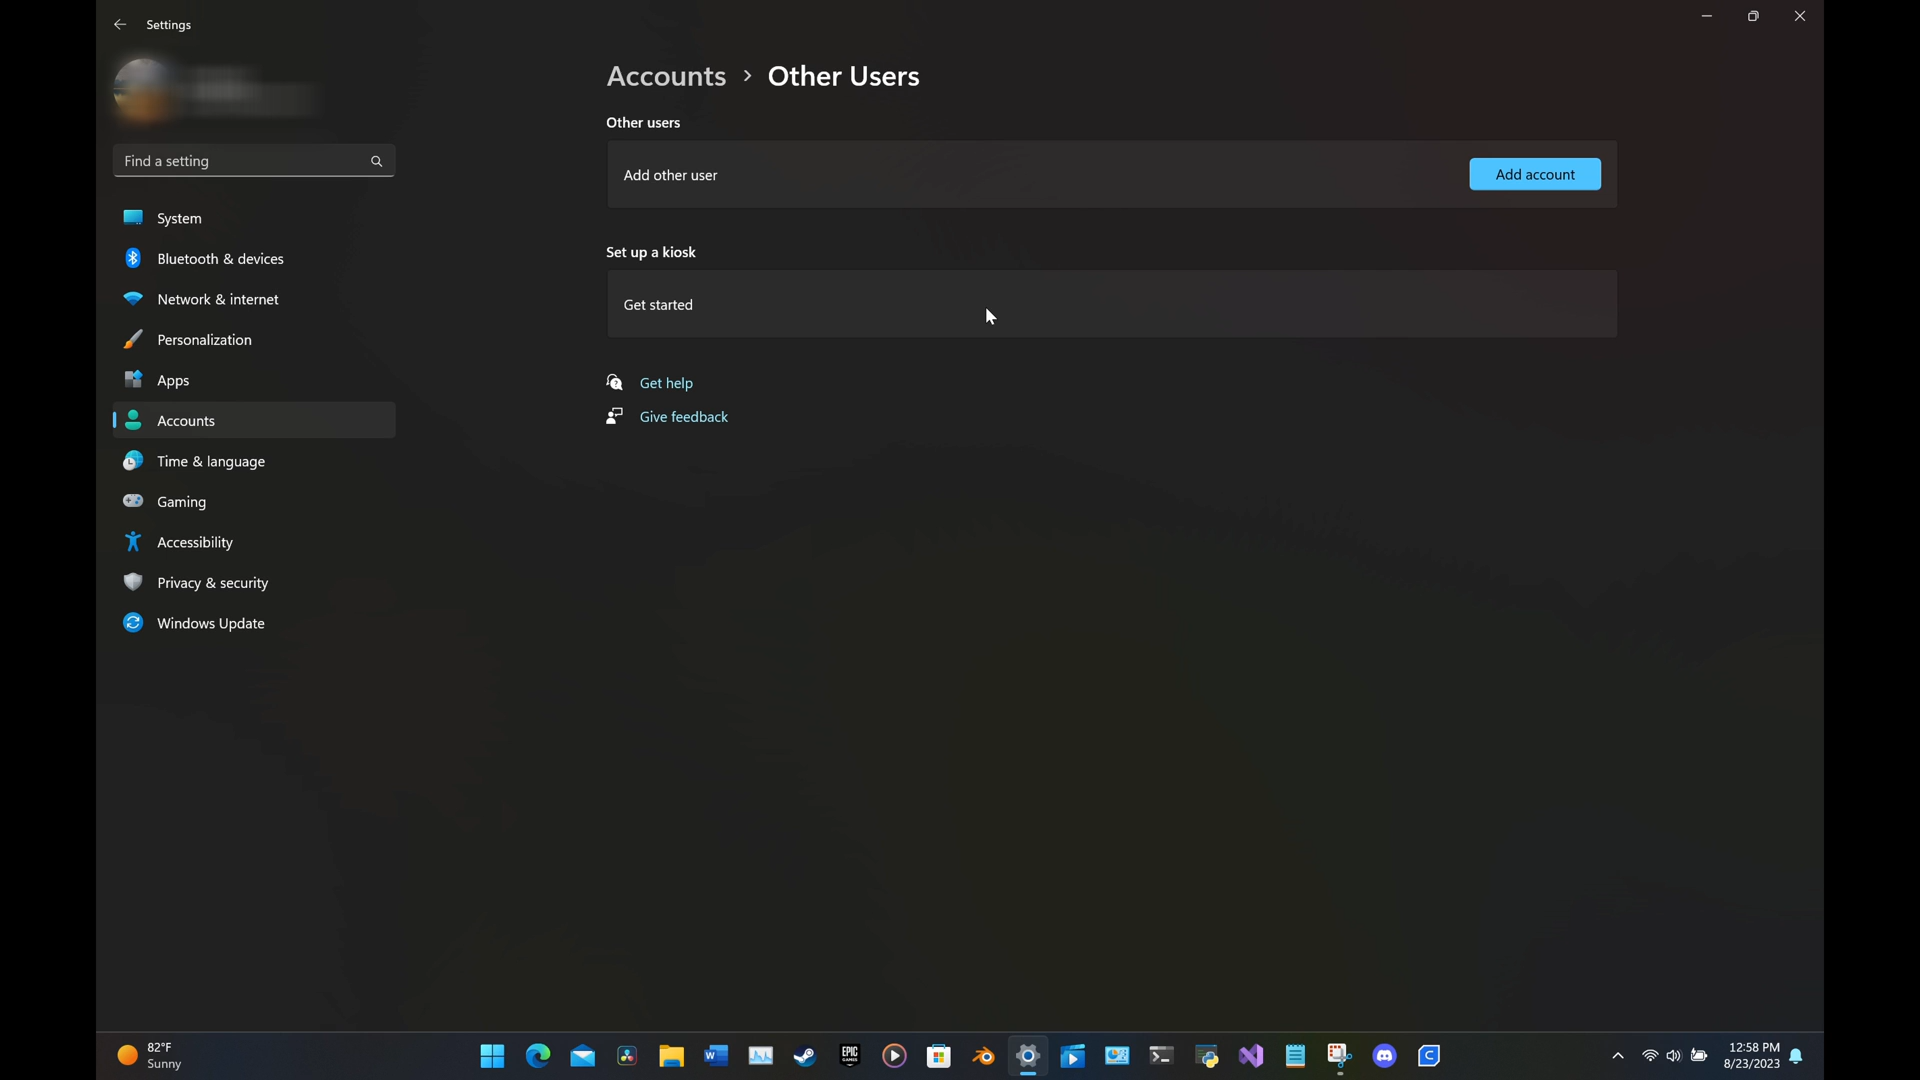 Settings
Find a setting
System
Bluetooth & devices
Network & internet
Personalization
Apps
Accounts
Time & language
Gaming
Accessibility
Privacy & security
Windows Update
Accounts > Other Users
Other users
Add other user
Add account
Set up a kiosk
Get started
Get help
Give feedback
82°F
Sunny
EPIC
GAMES
12:58 PM
8/23/2023